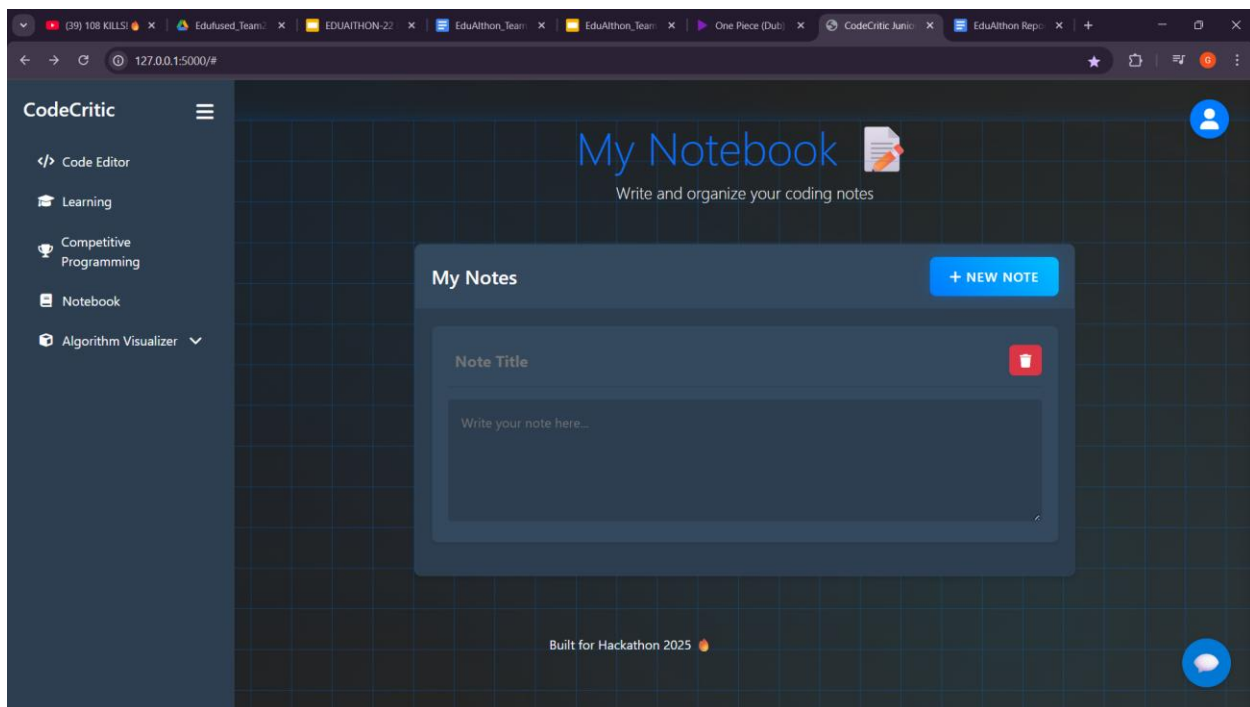 (39) 108 KILLS!
Edufused_Team2
EDUAITHON-22
EduAIthon_Team
EduAIthon_Team
One Piece (Dub)
CodeCritic Junio
EduAIthon Repo
127.0.0.1:5000/#
G
CodeCritic
</> Code Editor
Learning
Competitive
Programming
Notebook
Algorithm Visualizer
My Notebook
Write and organize your coding notes
My Notes
+ NEW NOTE
Note Title
Write your note here...
Built for Hackathon 2025